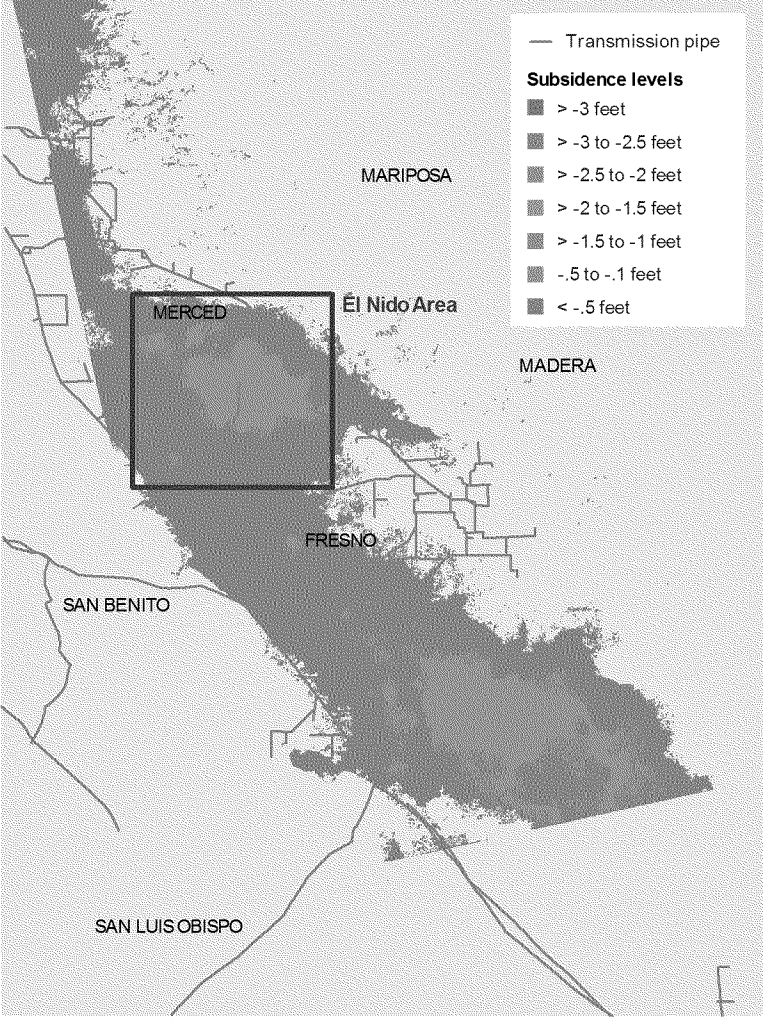 Transmission pipe
Subsidence levels
> -3 feet
> -3 to -2.5 feet
> -2.5 to -2 feet
> -2 to -1.5 feet
> -1.5 to -1 feet
-.5 to -.1 feet
< -.5 feet
MARIPOSA
El Nido Area
MERCED
MADERA
FRESNO
SAN BENITO
SAN LUIS OBISPO